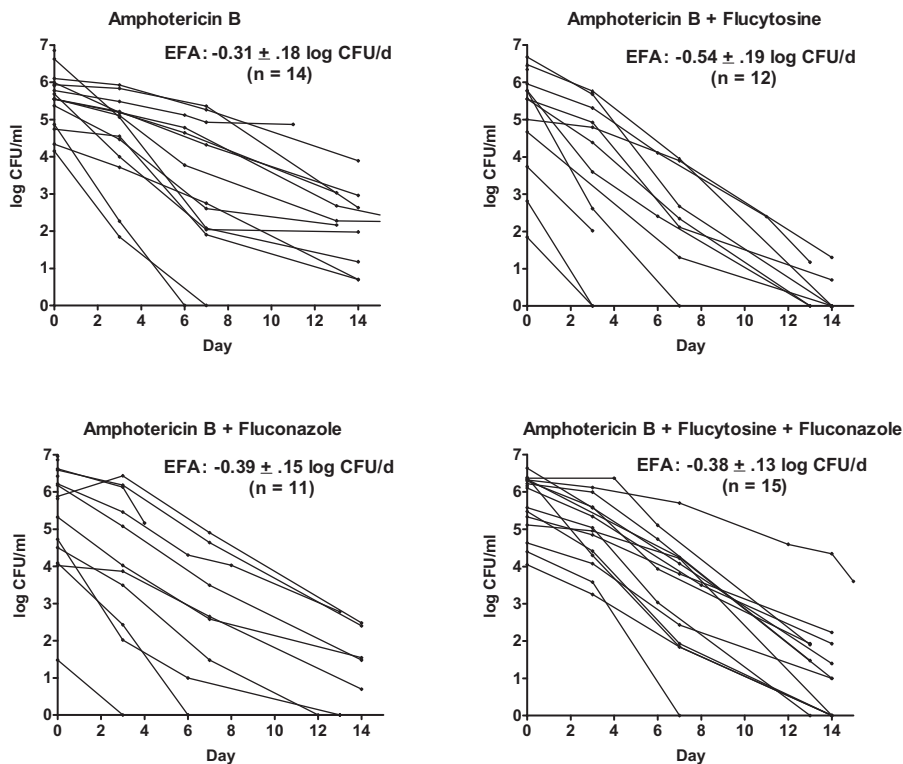 Amphotericin B
EFA: -0.31 ± .18 log CFU/d
(n = 14)
log CFU/ml
7
6
5
4
3
2
1
0
0 2 4 6 8 10 12 14
Day
Amphotericin B + Flucytosine
EFA: -0.54 ± .19 log CFU/d
(n = 12)
log CFU/ml
7
6
5
4
3
2
1
0
0 2 4 6 8 10 12 14
Day
Amphotericin B + Fluconazole
EFA: -0.39 ± .15 log CFU/d
(n = 11)
log CFU/ml
7
6
5
4
3
2
1
0
0 2 4 6 8 10 12 14
Day
Amphotericin B + Flucytosine + Fluconazole
EFA: -0.38 ± .13 log CFU/d
(n = 15)
log CFU/ml
7
6
5
4
3
2
1
0
0 2 4 6 8 10 12 14
Day